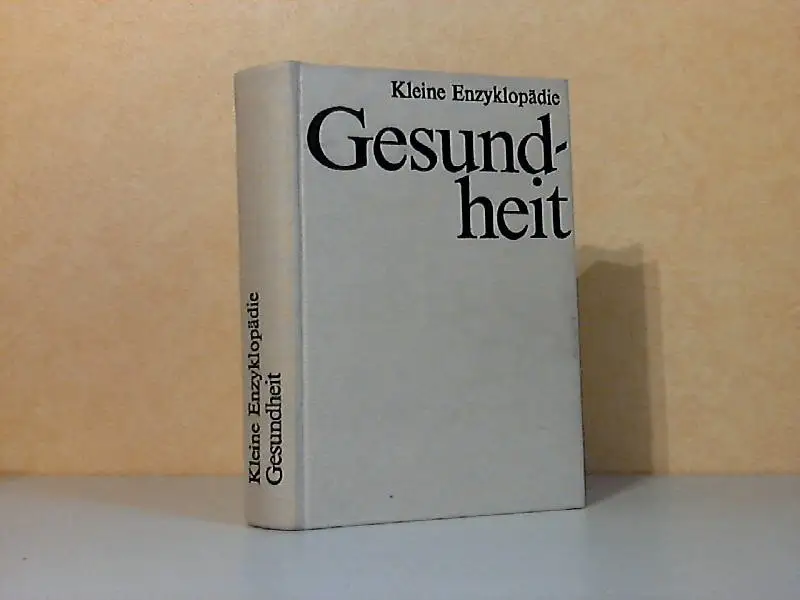 Kleine Enzyklopädie
Gesund-
heit
Kleine Enzyklopädie
Gesundheit